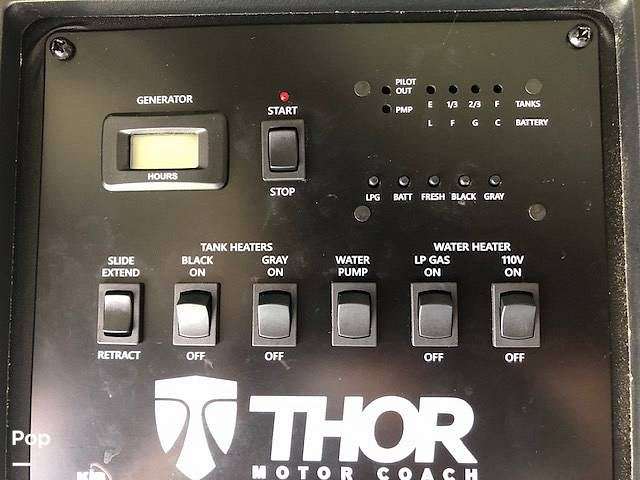 GENERATOR
HOURS
START
STOP
PILOT OUT
PMP
E 1/3 2/3 F TANKS
L F G C BATTERY
LPG BATT FRESH BLACK GRAY
TANK HEATERS
WATER HEATER
SLIDE EXTEND
BLACK ON
GRAY ON
WATER PUMP
LP GAS ON
110V ON
RETRACT
OFF
OFF
OFF
OFF
THOR
MOTOR COACH
Pop